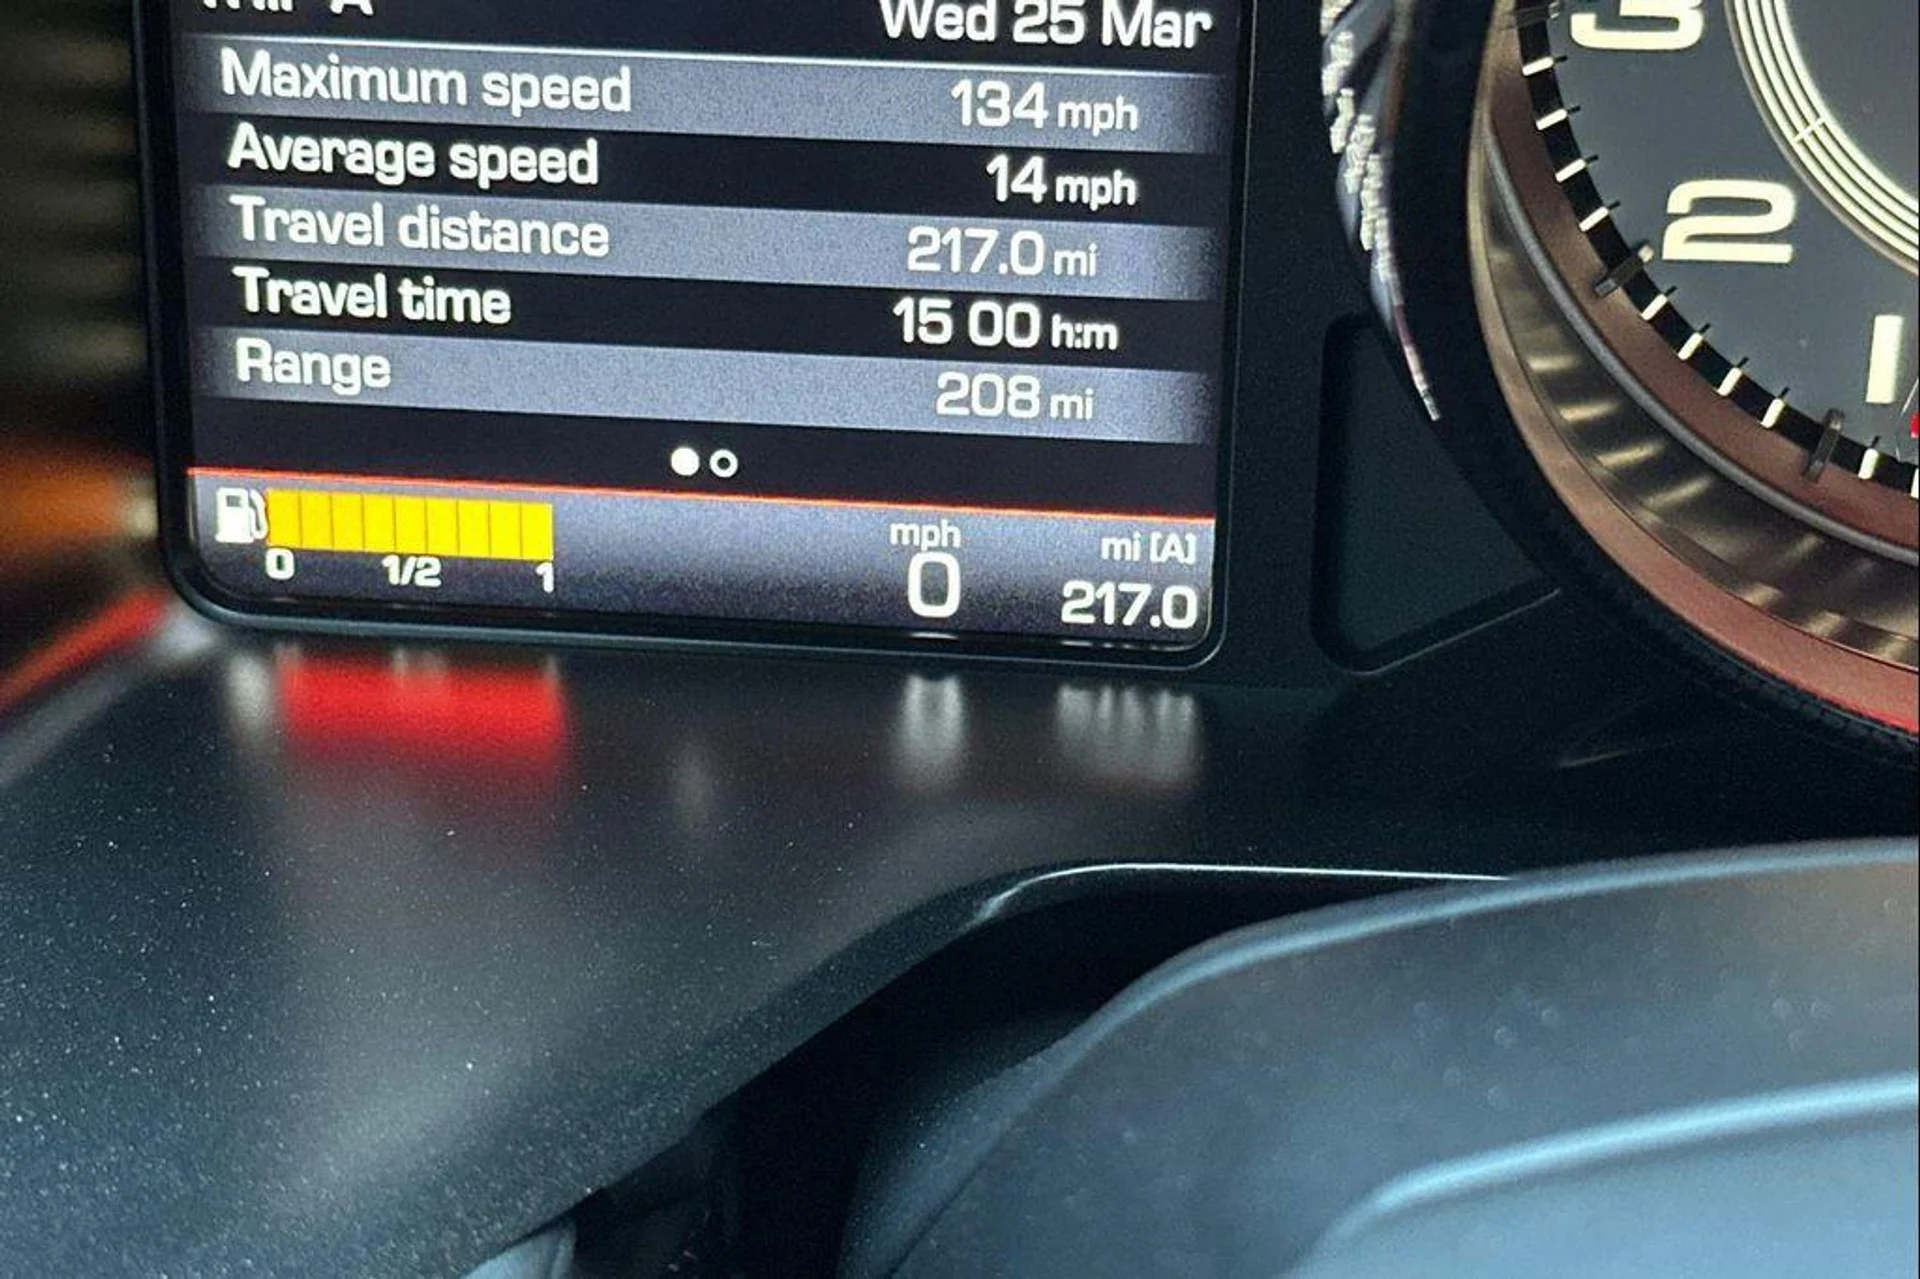 Wed 25 Mar
Maximum speed 134 mph
Average speed 14 mph
Travel distance 217.0 mi
Travel time 15 00 h:m
Range 208 mi
0 1/2 1
mph
0
mi [A]
217.0
3
2
1